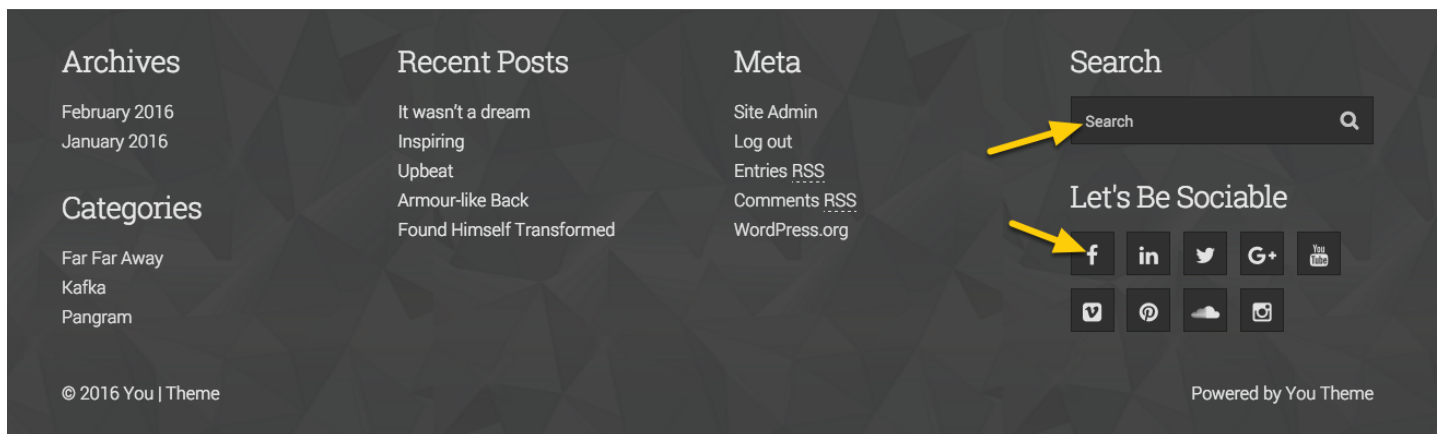 Archives
February 2016
January 2016
Categories
Far Far Away
Kafka
Pangram
Recent Posts
It wasn't a dream
Inspiring
Upbeat
Armour-like Back
Found Himself Transformed
Meta
Site Admin
Log out
Entries RSS
Comments RSS
WordPress.org
Search
Search
Let's Be Sociable
f in G+ You Tube
© 2016 You | Theme
Powered by You Theme